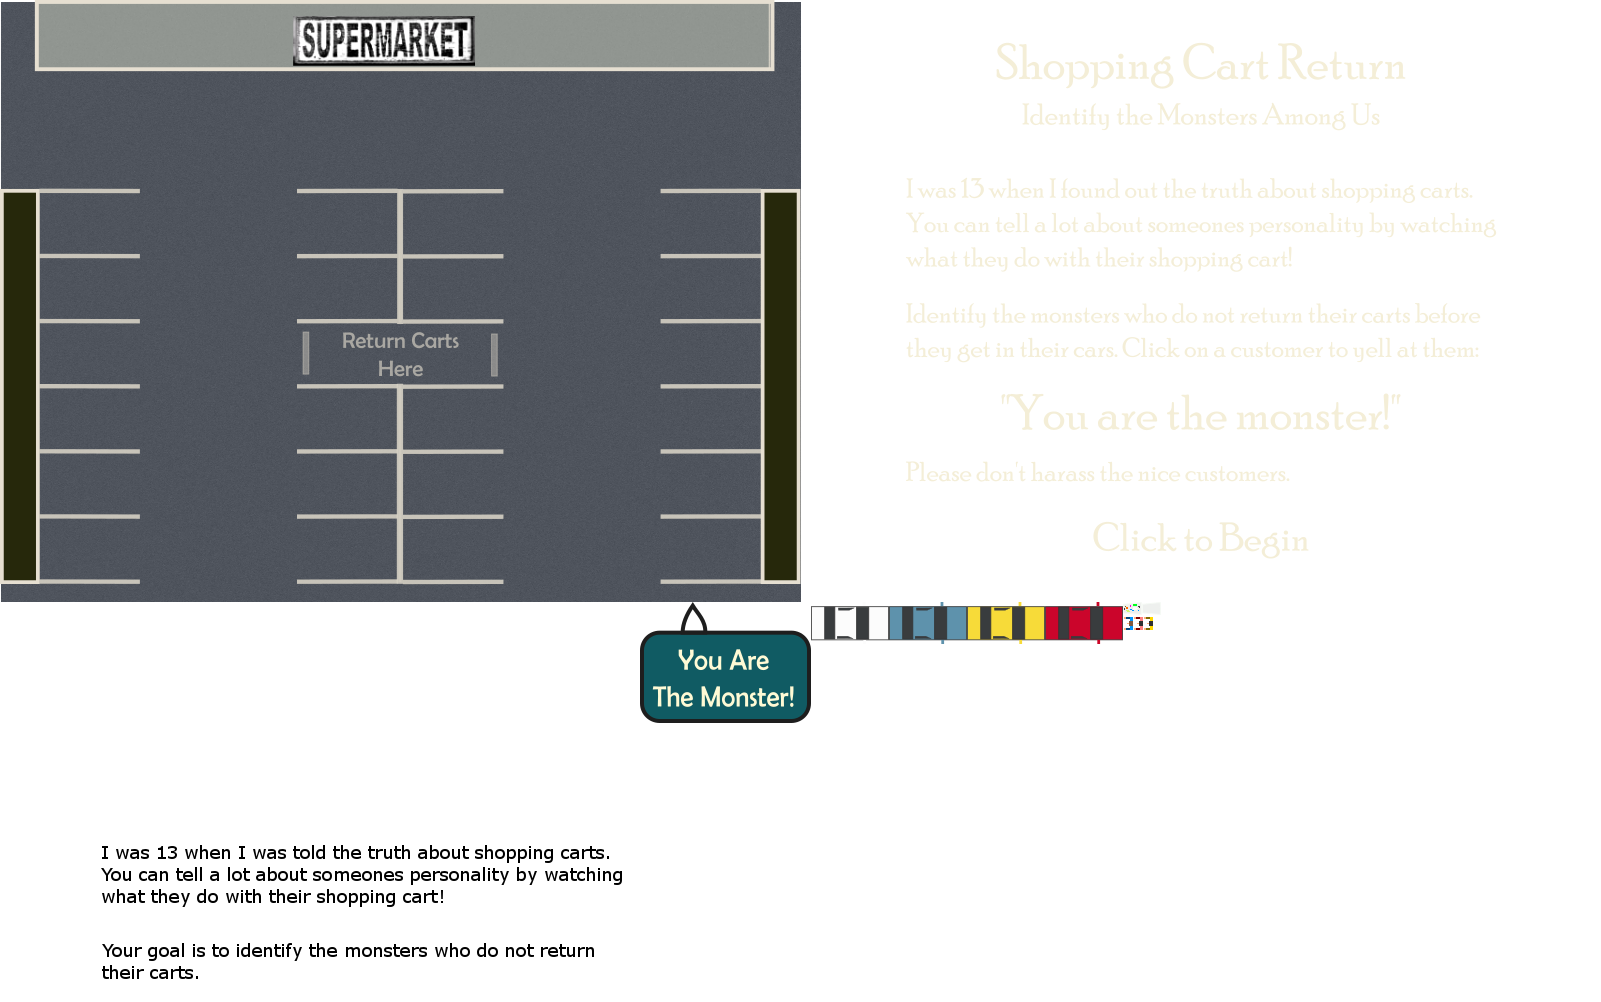 SUPERMARKET
Return Carts
Here
Shopping Cart Return
Identify the Monsters Among Us
I was 13 when I found out the truth about shopping carts.
You can tell a lot about someones personality by watching
what they do with their shopping cart!
Identify the monsters who do not return their carts before
they get in their cars. Click on a customer to yell at them:
"You are the monster!"
Please don't harass the nice customers.
Click to Begin
You Are
The Monster!
I was 13 when I was told the truth about shopping carts.
You can tell a lot about someones personality by watching
what they do with their shopping cart!
Your goal is to identify the monsters who do not return
their carts.